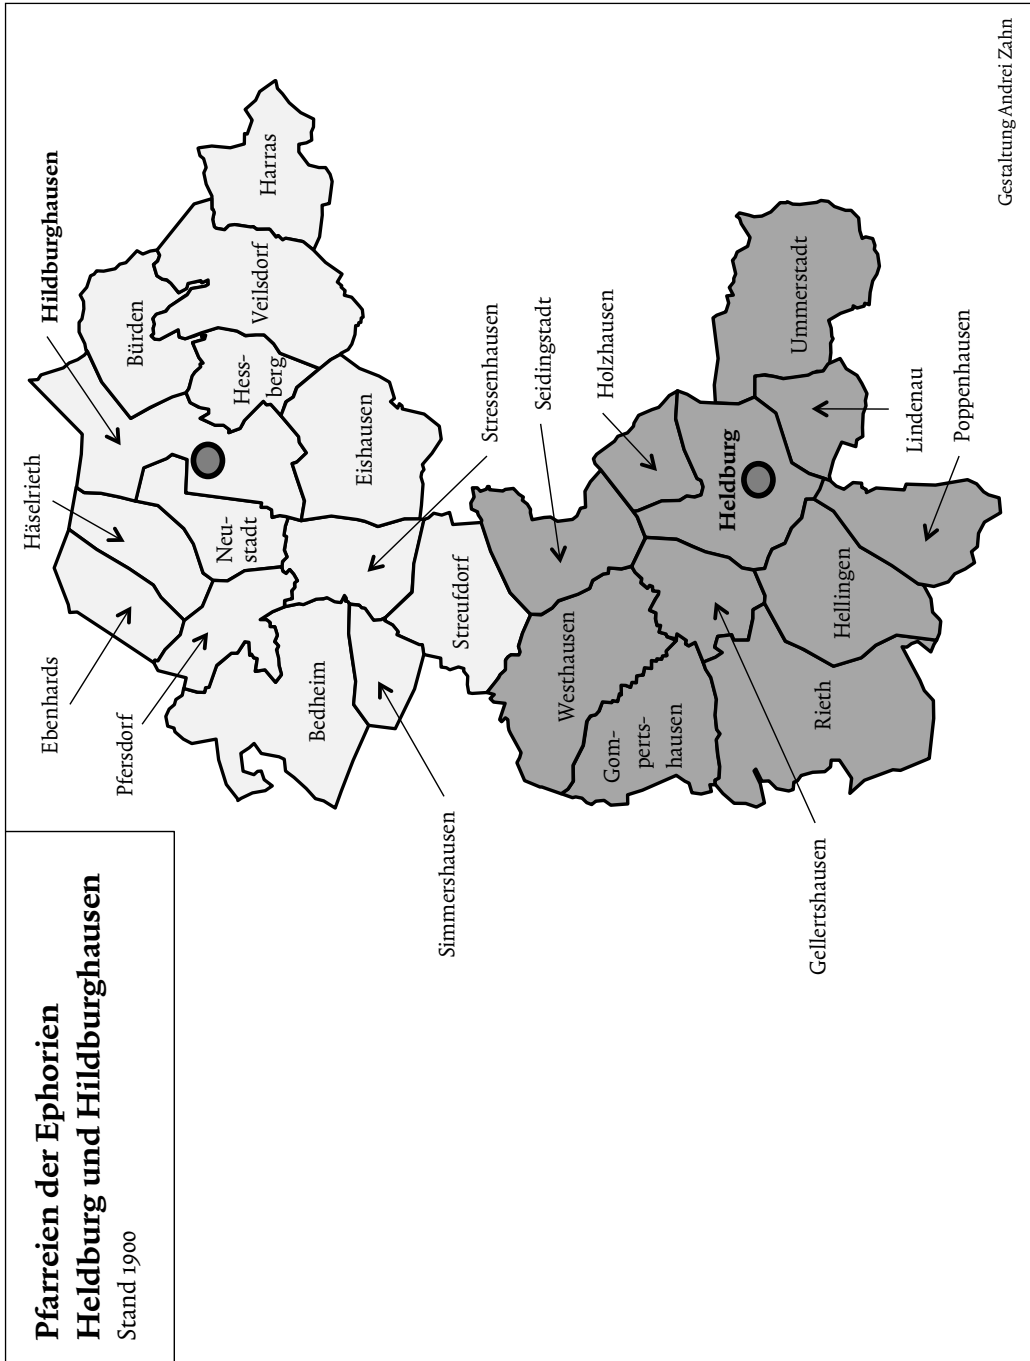 Pfarreien der Ephorien
Heldburg und Hildburghausen
Stand 1900
Hildburghausen
Häselrieth
Ebenhards
Pfersdorf
Bürden
Harras
Veilsdorf
Hess-
berg
Eishausen
Neu-
stadt
Bedheim
Streufdorf
Stressenhausen
Seidingstadt
Holzhausen
Simmershausen
Westhausen
Gom-
perts-
hausen
Heldburg
Ummerstadt
Lindenau
Poppenhausen
Hellingen
Rieth
Gellertshausen
Gestaltung Andrei Zahn